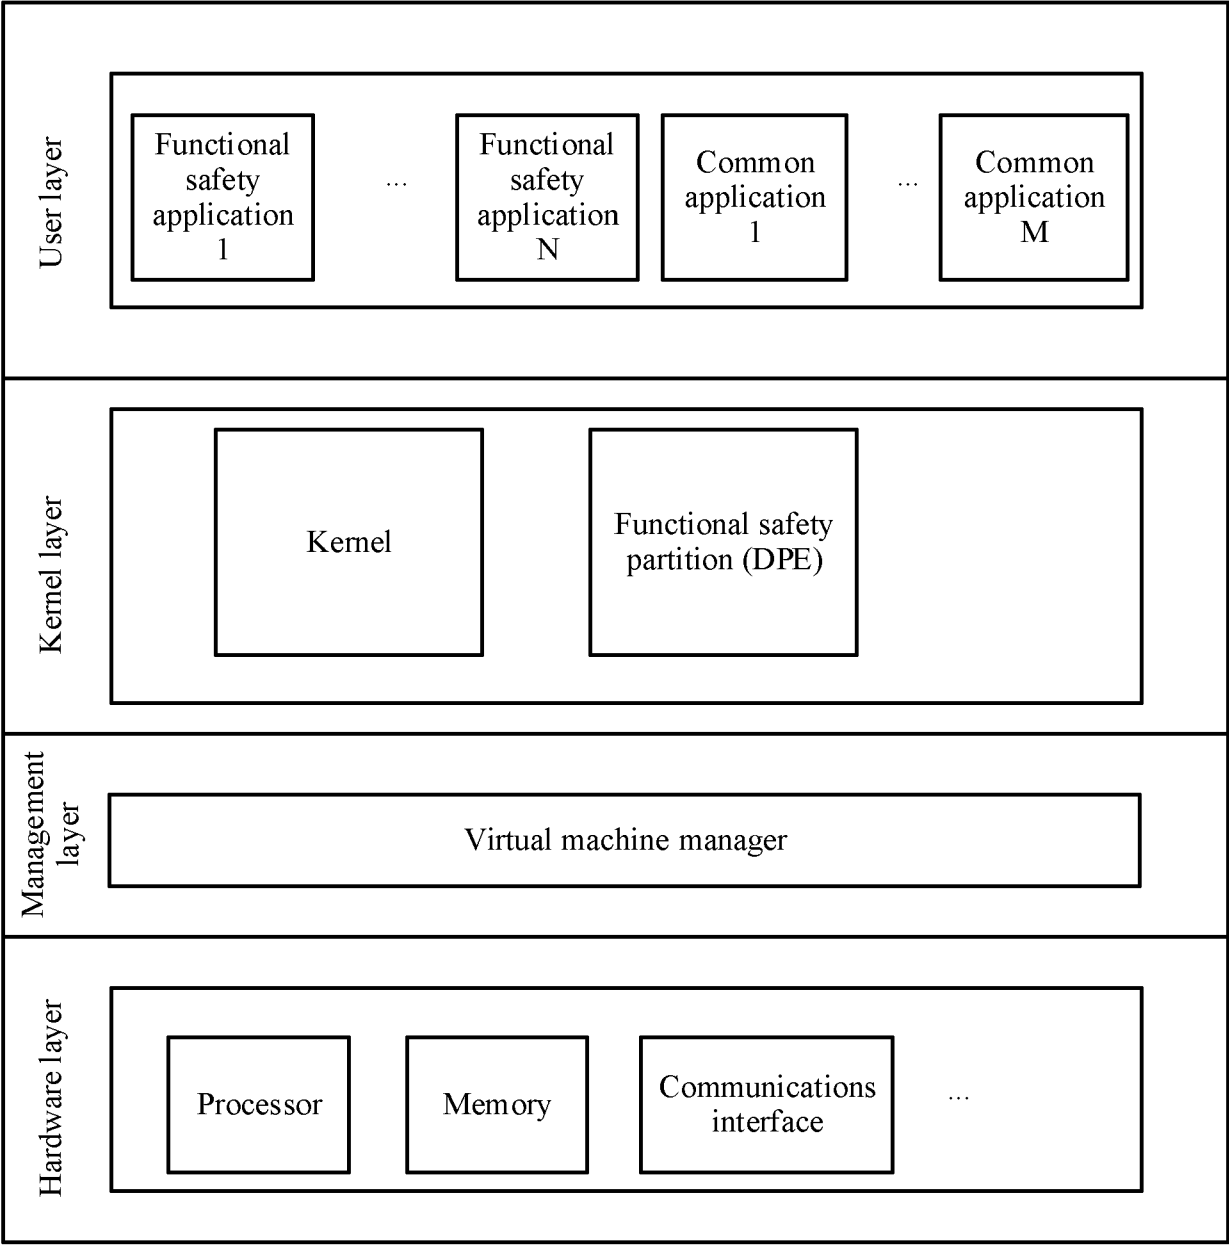 User layer
Functional
safety
application
1
...
Functional
safety
application
N
Common
application
1
...
Common
application
M
Kernel layer
Kernel
Functional safety
partition (DPE)
Management
layer
Virtual machine manager
Hardware layer
Processor
Memory
Communications
interface
...